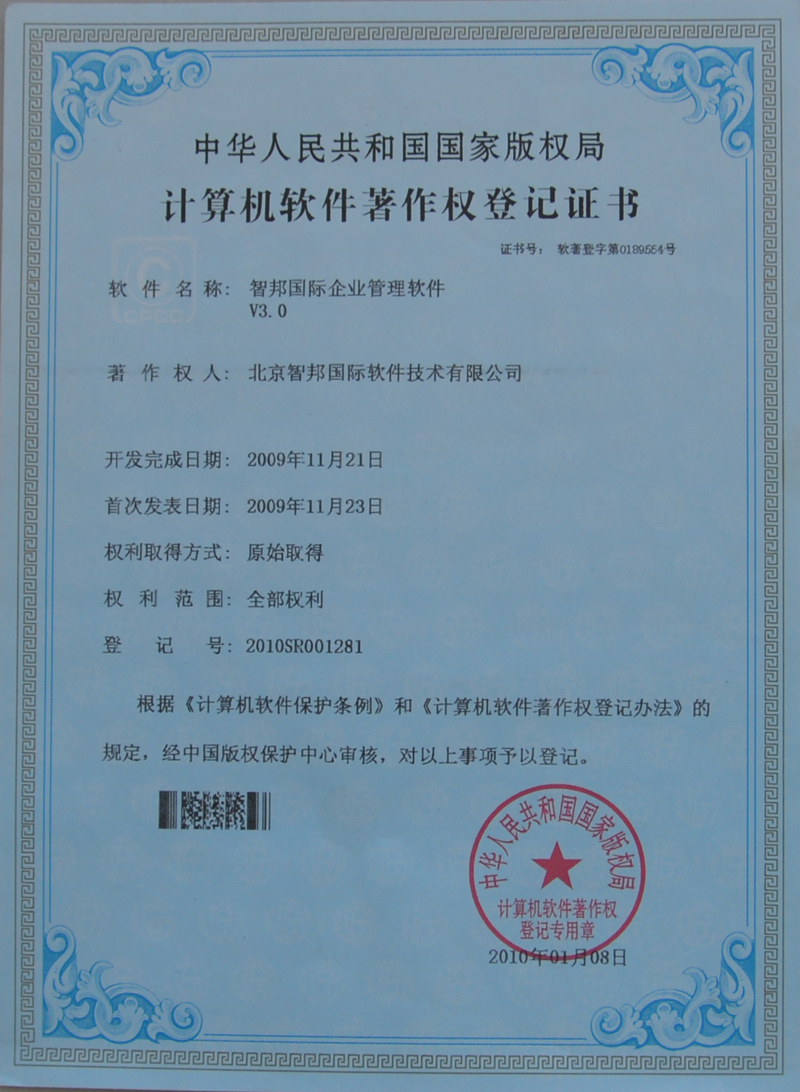 中华人民共和国国家版权局
计算机软件著作权登记证书
证书号： 软著登字第0189554号
软件名称： 智邦国际企业管理软件
V3.0
著作权人： 北京智邦国际软件技术有限公司
开发完成日期： 2009年11月21日
首次发表日期： 2009年11月23日
权利取得方式： 原始取得
权利范围： 全部权利
登记号： 2010SR001281
根据《计算机软件保护条例》和《计算机软件著作权登记办法》的
规定，经中国版权保护中心审核，对以上事项予以登记。
中华人民共和国国家版权局
计算机软件著作权
登记专用章
2010年01月08日
C
CPCC